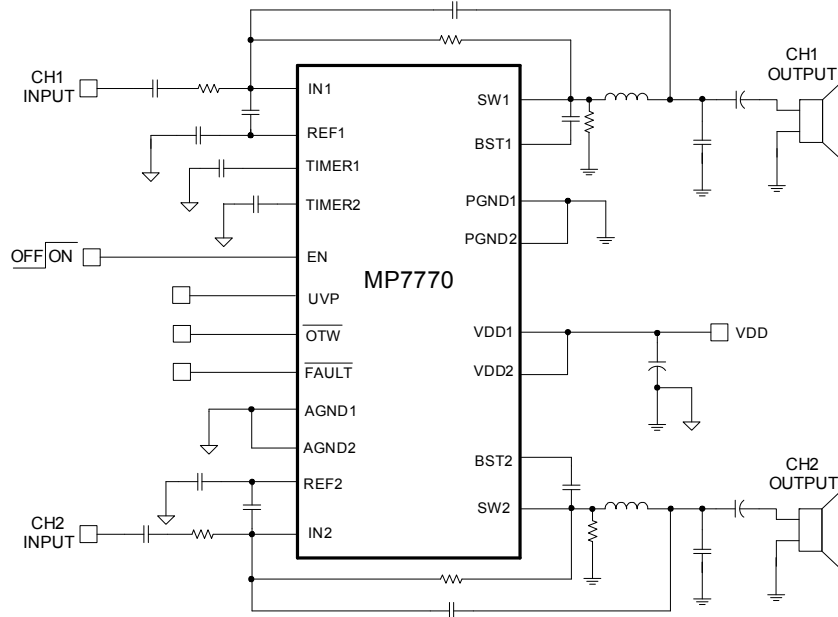 CH1
INPUT
IN1
REF1
TIMER1
TIMER2
OFF ON
EN
UVP
OTW
FAULT
AGND1
AGND2
REF2
CH2
INPUT
IN2
MP7770
SW1
BST1
PGND1
PGND2
VDD1
VDD
VDD2
BST2
SW2
CH1
OUTPUT
CH2
OUTPUT